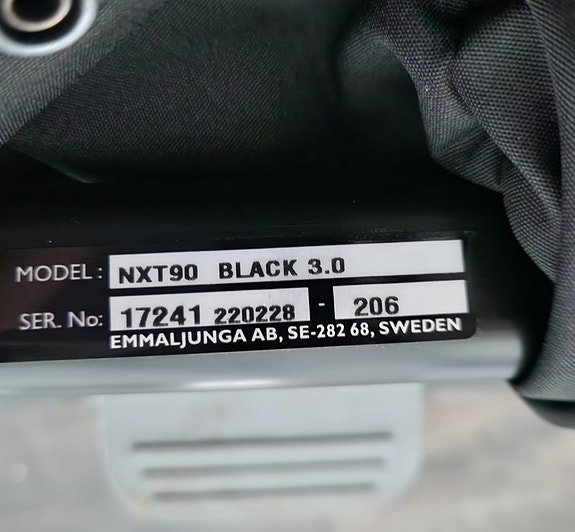 MODEL: NXT90 BLACK 3.0
SER. No: 17241 220228 - 206
EMMALJUNGA AB, SE-282 68, SWEDEN